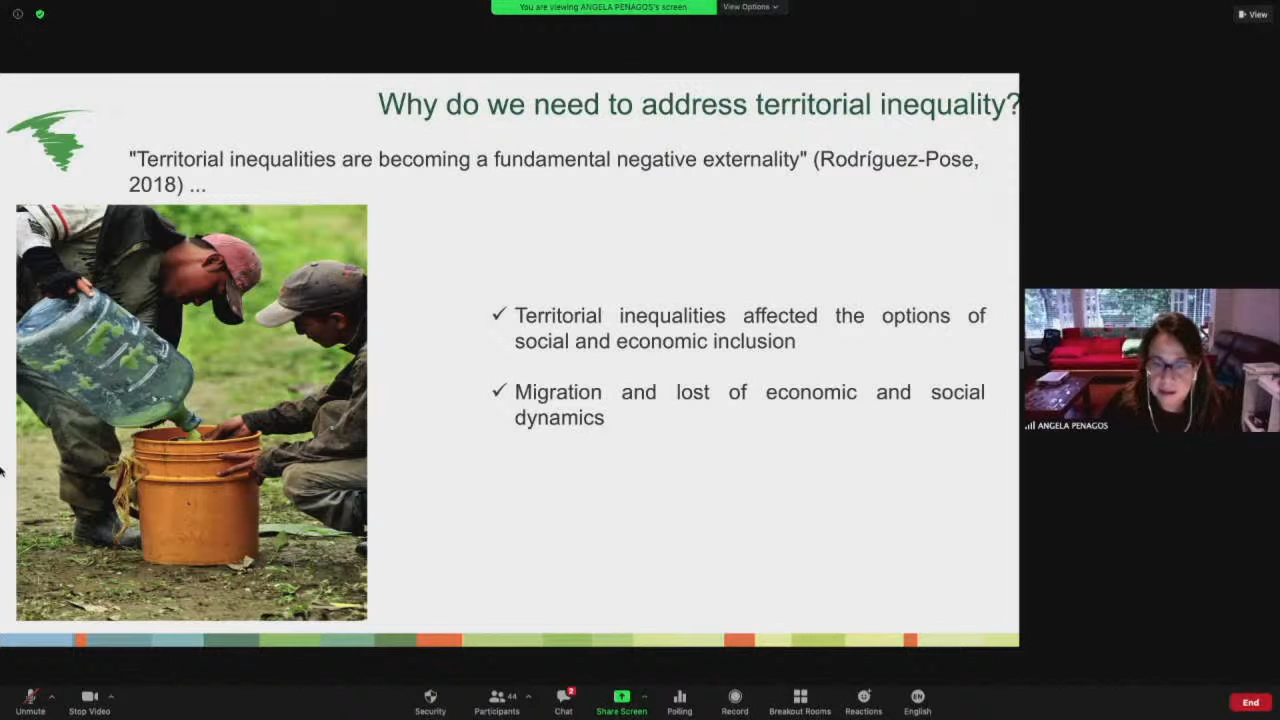 You are viewing ANGELA PENAGOS's screen
View Options
View
Why do we need to address territorial inequality?
"Territorial inequalities are becoming a fundamental negative externality" (Rodríguez-Pose,
2018) ...
Territorial inequalities affected the options of
social and economic inclusion
Migration and lost of economic and social
dynamics
ANGELA PENAGOS
Unmute
Stop Video
Security
Participants
44
Chat
2
Share Screen
Polling
Record
Breakout Rooms
Reactions
EN
English
End